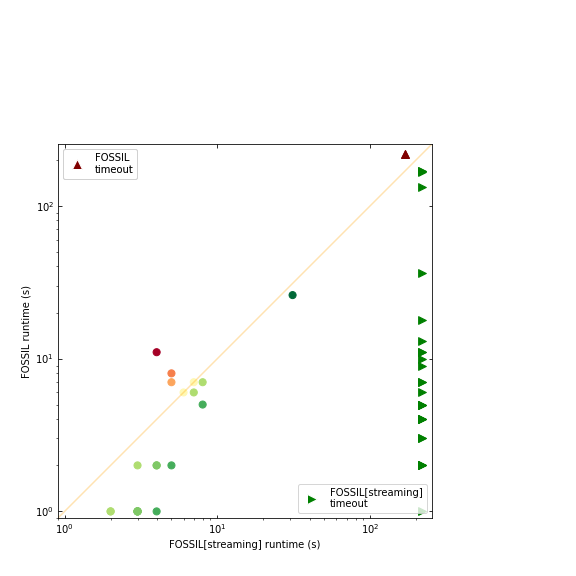 FOSSIL
timeout
10²
10¹
10⁰
FOSSIL runtime (s)
FOSSIL[streaming]
timeout
10⁰
10¹
10²
FOSSIL[streaming] runtime (s)